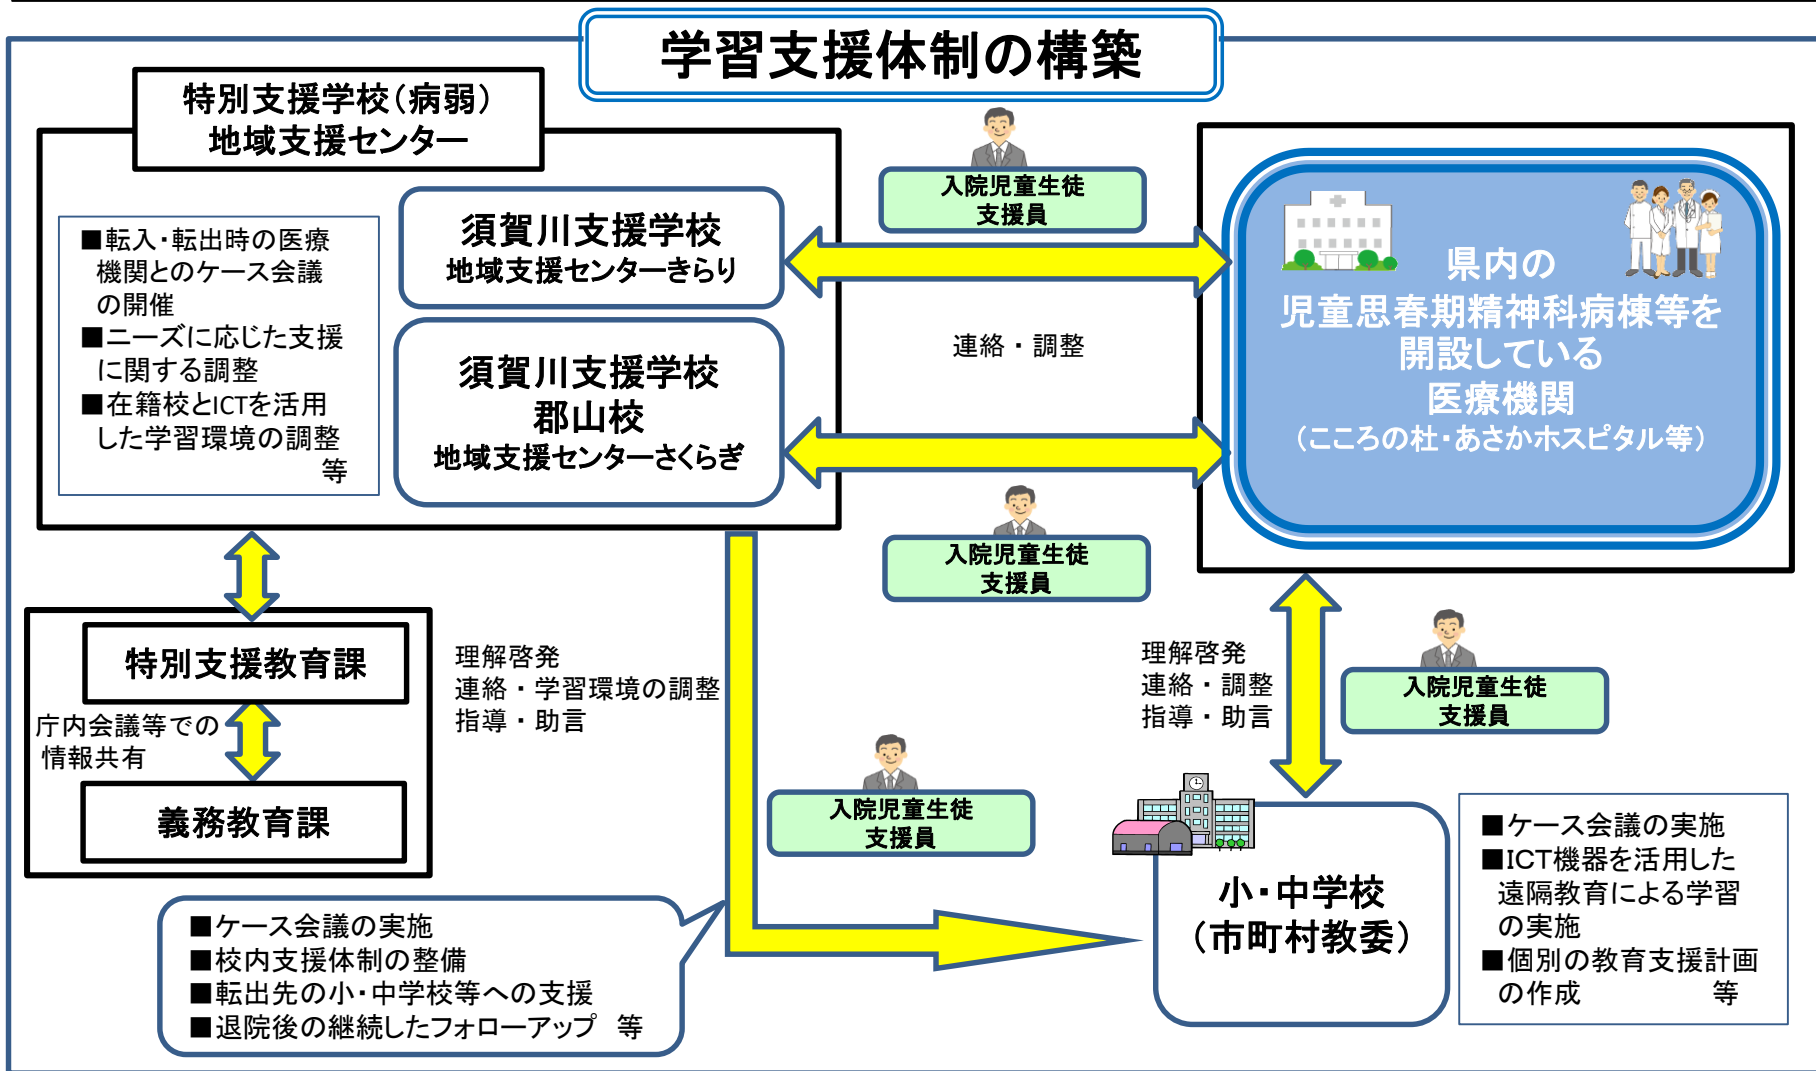 学習支援体制の構築
特別支援学校（病弱）
地域支援センター
■転入・転出時の医療
機関とのケース会議
の開催
■ニーズに応じた支援
に関する調整
■在籍校とICTを活用
した学習環境の調整
等
須賀川支援学校
地域支援センターきらり
須賀川支援学校
郡山校
地域支援センターさくらぎ
入院児童生徒
支援員
連絡・調整
入院児童生徒
支援員
県内の
児童思春期精神科病棟等を
開設している
医療機関
（こころの杜・あさかホスピタル等）
特別支援教育課
庁内会議等での
情報共有
義務教育課
理解啓発
連絡・学習環境の調整
指導・助言
入院児童生徒
支援員
理解啓発
連絡・調整
指導・助言
入院児童生徒
支援員
■ケース会議の実施
■校内支援体制の整備
■転出先の小・中学校等への支援
■退院後の継続したフォローアップ　等
小・中学校
（市町村教委）
■ケース会議の実施
■ICT機器を活用した
遠隔教育による学習
の実施
■個別の教育支援計画
の作成　　　　　等